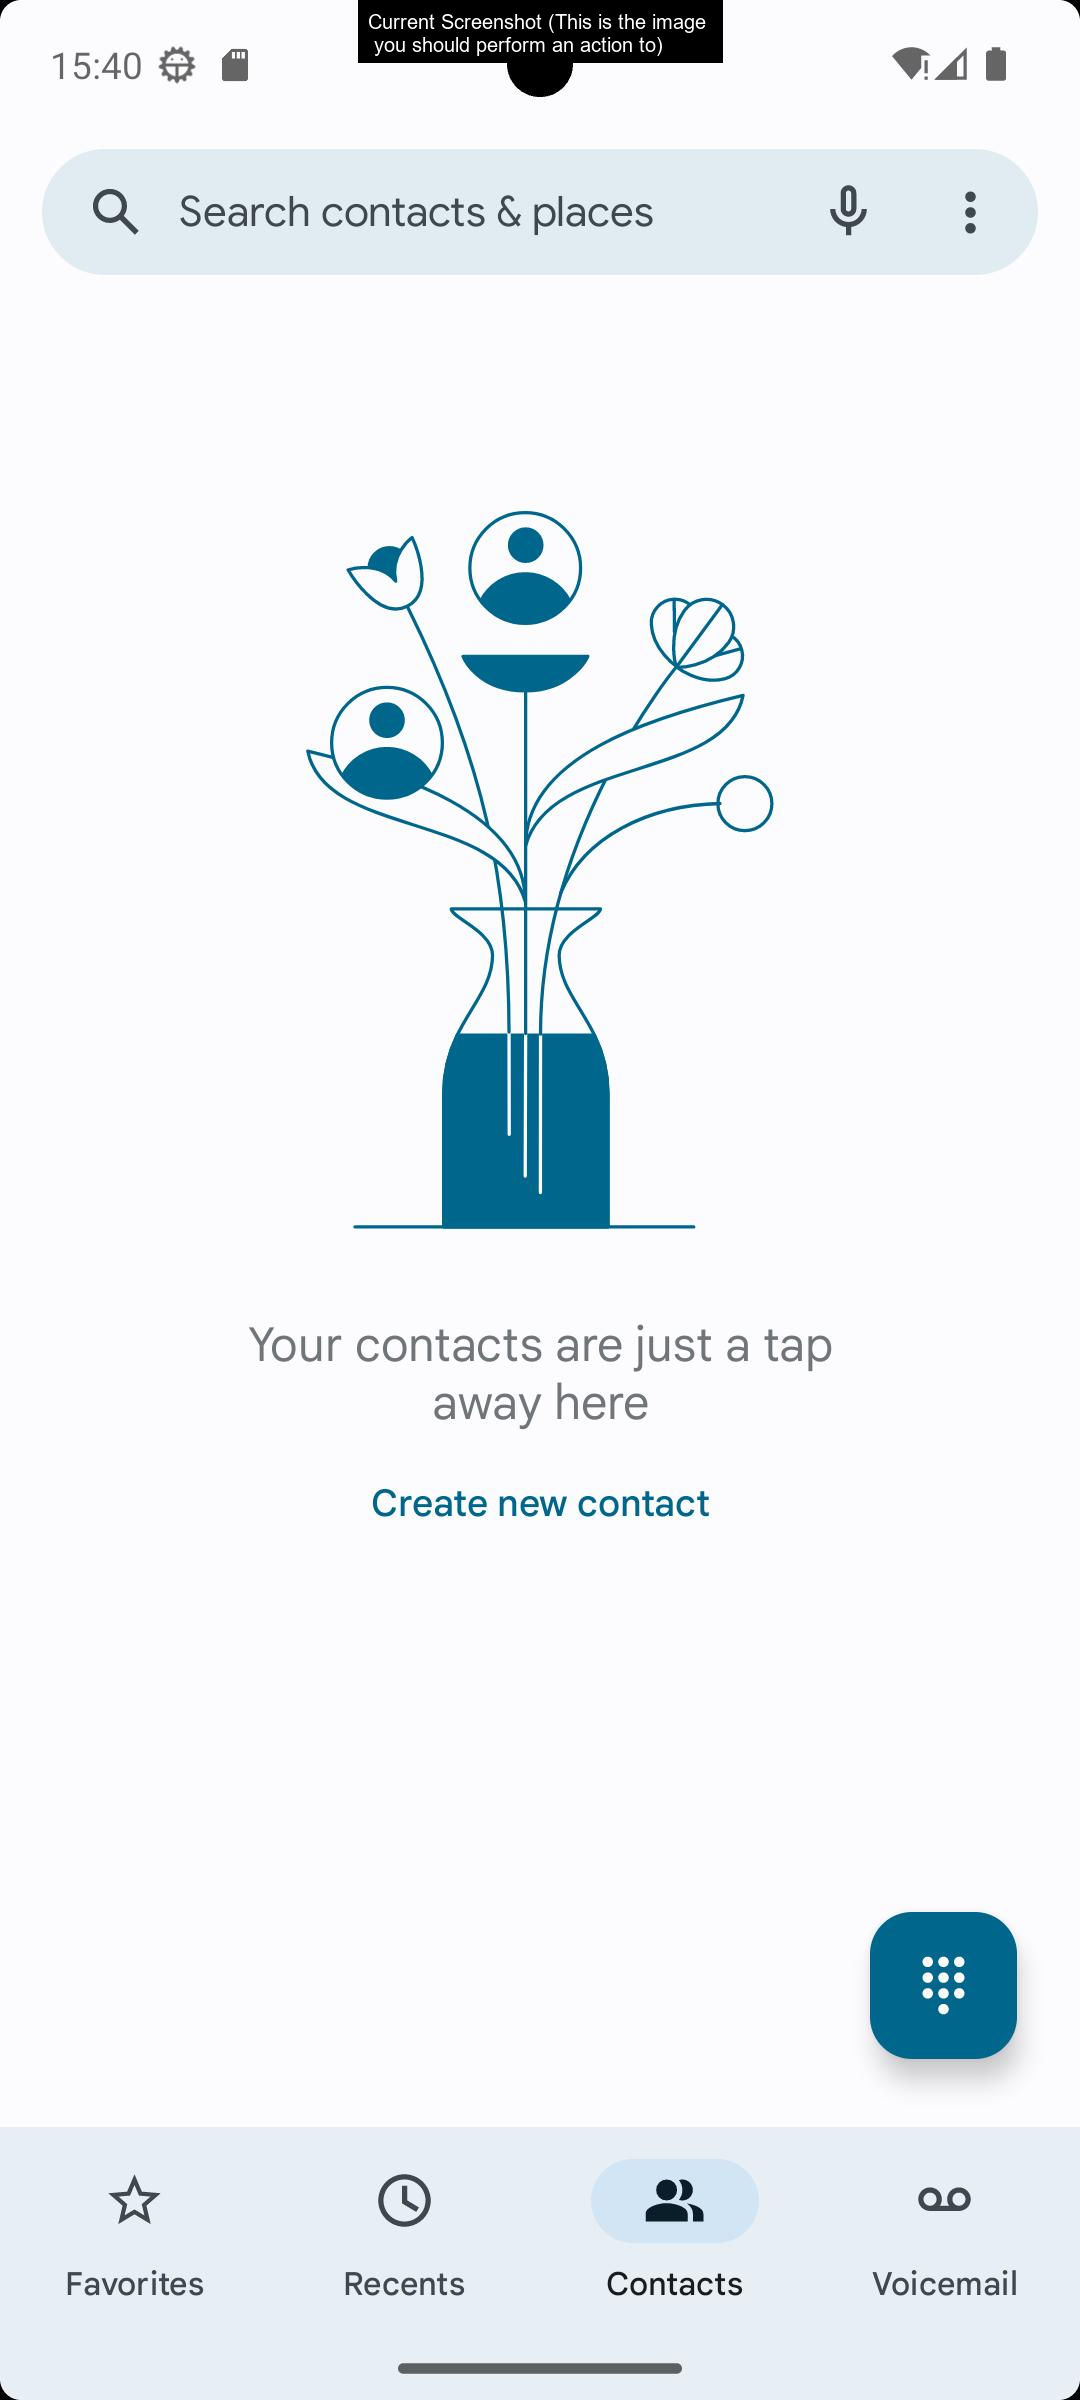 Current Screenshot (This is the image
you should perform an action to)
15:40
Search contacts & places
Your contacts are just a tap
away here
Create new contact
Favorites
Recents
Contacts
Voicemail